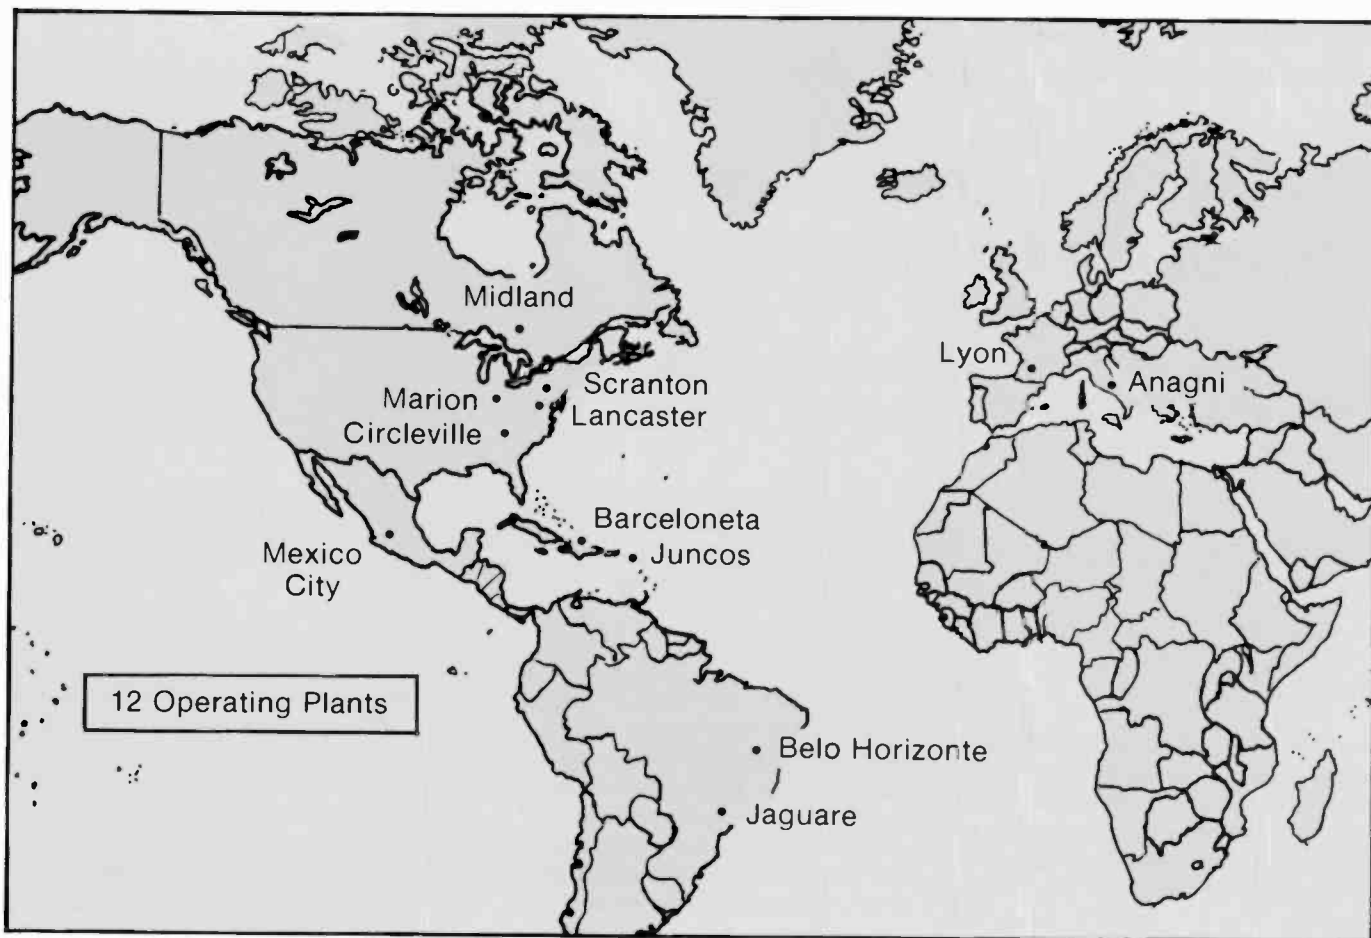 Midland
Lyon
Anagni
Scranton
Marion
Lancaster
Circleville
Barceloneta
Juncos
Mexico
City
12 Operating Plants
Belo Horizonte
Jaguare